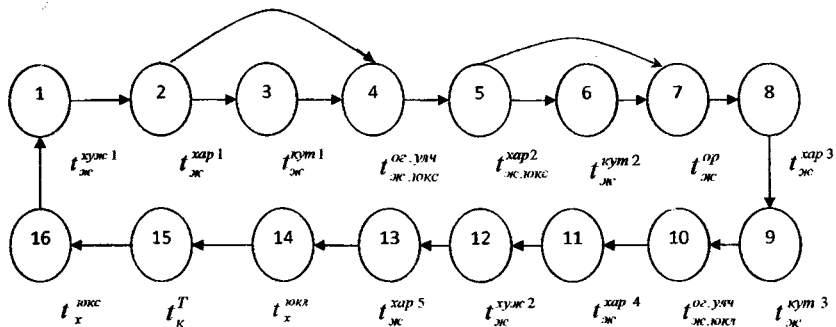 1 2 3 4 5 6 7 8
t_ж^хуж 1 t_ж^хар 1 t_ж^кут 1 t_ж.юкс^ог.улч t_ж.юкс^хар 2 t_ж^кут 2 t_ж^ор t_ж^хар 3
16 15 14 13 12 11 10 9
t_х^юкс t_к^Т t_х^юкл t_ж^хар 5 t_ж^хуж 2 t_ж^хар 4 t_ж.юкл^ог.улч t_ж^кут 3